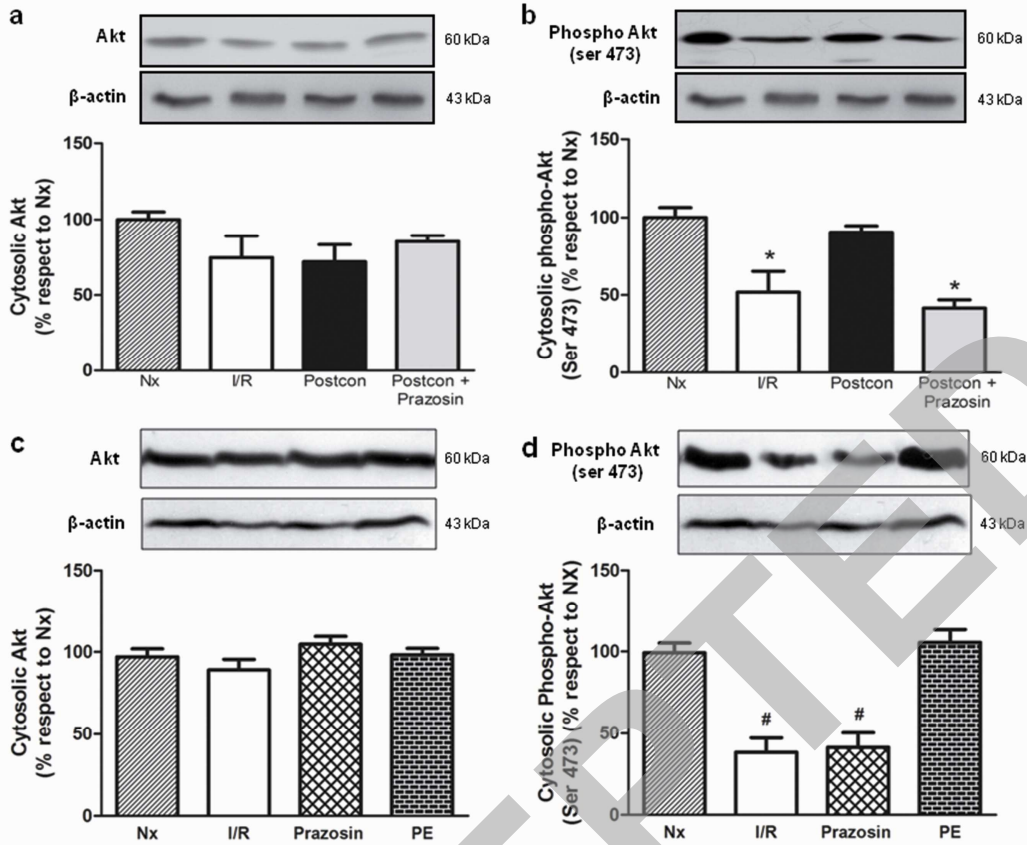 a
Akt
60 kDa
β-actin
43 kDa
Cytosolic Akt
(% respect to Nx)
150
100
50
0
Nx I/R Postcon Postcon +
Prazosin
b
Phospho Akt
(ser 473)
60 kDa
β-actin
43 kDa
Cytosolic phospho-Akt
(Ser 473) (% respect to Nx)
150
100
50
0
*
*
Nx I/R Postcon Postcon +
Prazosin
c
Akt
60 kDa
β-actin
43 kDa
Cytosolic Akt
(% respect to Nx)
150
100
50
0
Nx I/R Prazosin PE
d
Phospho Akt
(ser 473)
60 kDa
β-actin
43 kDa
Cytosolic Phospho-Akt
(Ser 473) (% respect to NX)
150
100
50
0
#
#
Nx I/R Prazosin PE